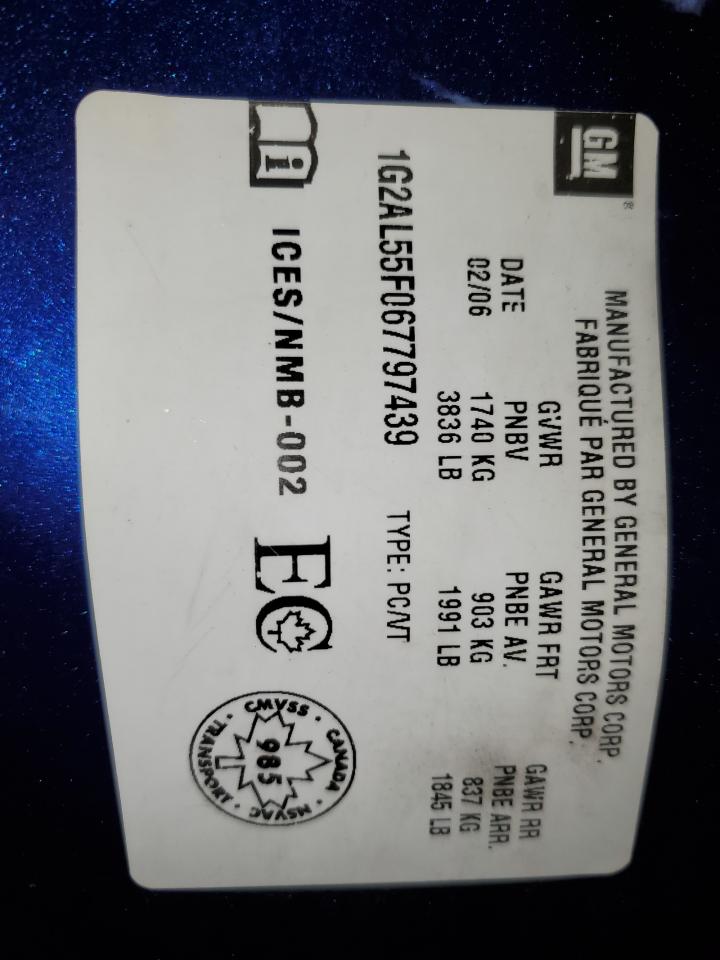 GM
®
MANUFACTURED BY GENERAL MOTORS CORP.
FABRIQUÉ PAR GENERAL MOTORS CORP.
GVWR GAWR FRT GAWR RR
DATE PNBV PNBE AV. PNBE ARR.
02/06 1740 KG 903 KG 837 KG
3836 LB 1991 LB 1845 LB
1G2AL55F067797439 TYPE: PC/VT
i ICES/NMB-002 EC
CMVSS · CANADA · NSVAC · TRANSPORT ·
985